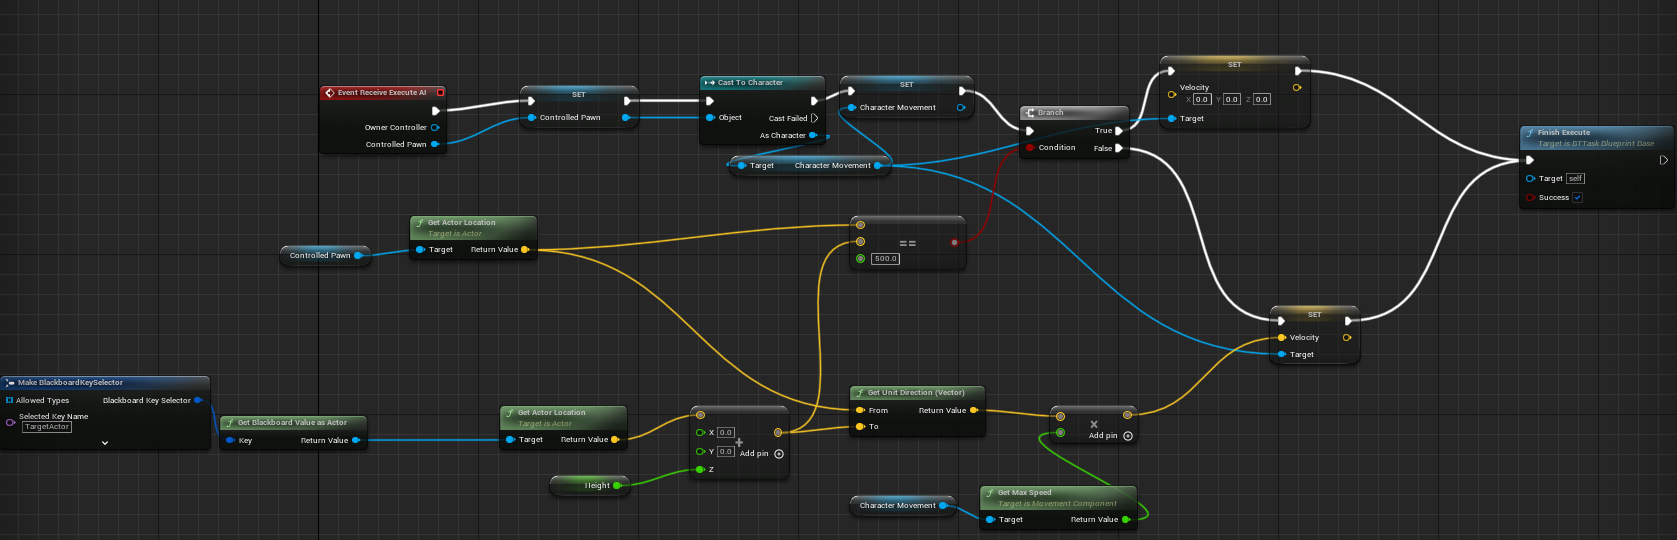 Event Receive Execute AI
Owner Controller
Controlled Pawn
SET
Controlled Pawn
Cast To Character
Object
Cast Failed
As Character
SET
Character Movement
Target
Character Movement
Branch
True
Condition
False
SET
Velocity
X 0.0 Y 0.0 Z 0.0
Target
Finish Execute
Target is BTTask Blueprint Base
Target self
Success
Controlled Pawn
Get Actor Location
Target is Actor
Target
Return Value
==
500.0
SET
Velocity
Target
Make BlackboardKeySelector
Allowed Types
Blackboard Key Selector
Selected Key Name
TargetActor
Get Blackboard Value as Actor
Key
Return Value
Get Actor Location
Target is Actor
Target
Return Value
Height
X 0.0
Y 0.0
Z
+
Add pin
Get Unit Direction (Vector)
From
Return Value
To
×
Add pin
Character Movement
Get Max Speed
Target is Movement Component
Target
Return Value